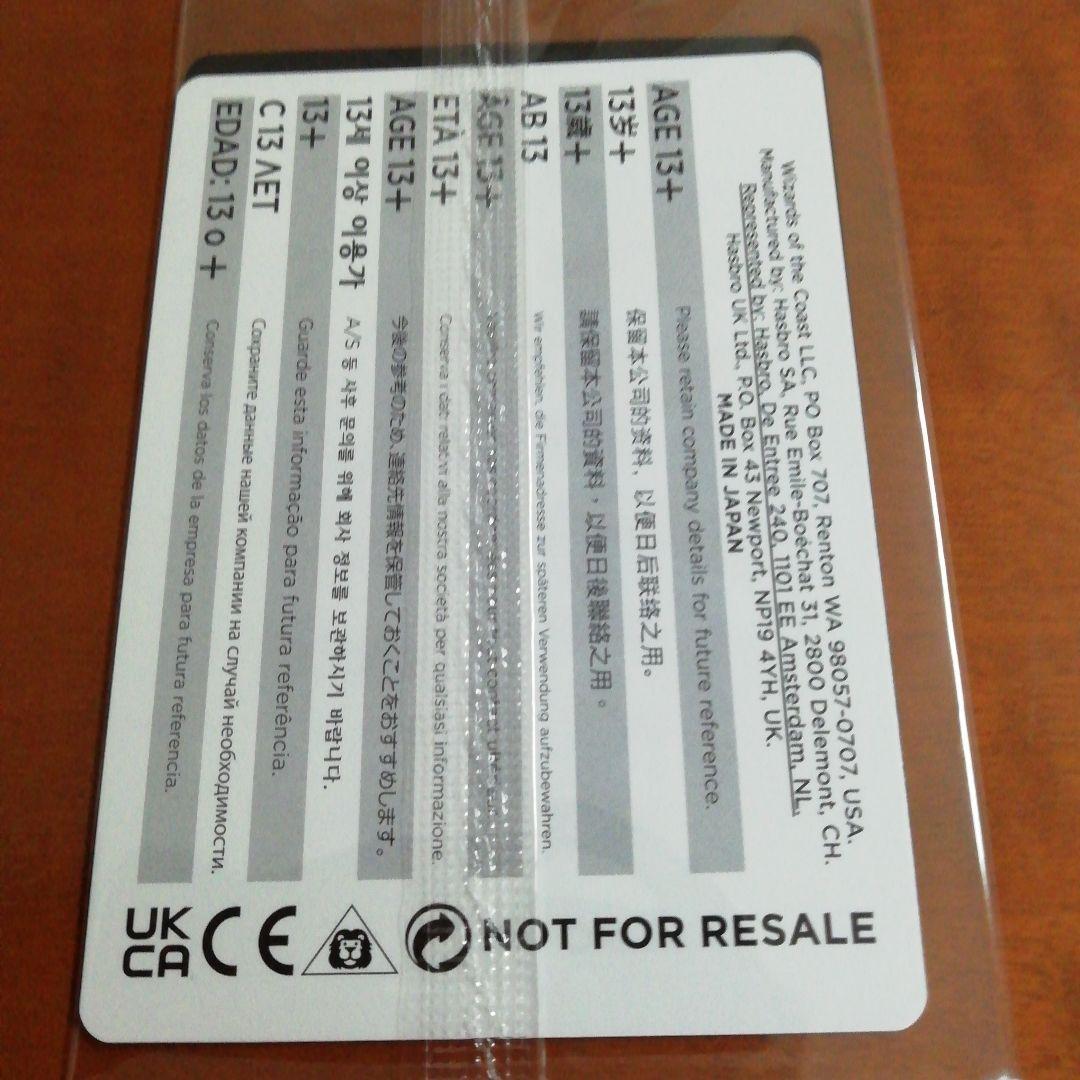 Wizards of the Coast LLC, PO Box 707, Renton WA 98057-0707, USA.
Manufactured by: Hasbro SA, Rue Emile-Boéchat 31, 2800 Delemont, CH.
Represented by: Hasbro, De Entree 240, 1101 EE Amsterdam, NL.
Hasbro UK Ltd., P.O. Box 43 Newport, NP19 4YH, UK.
MADE IN JAPAN
AGE 13+ Please retain company details for future reference.
13岁+ 保留本公司的资料，以便日后联络之用。
13歲+ 請保留本公司的資料，以便日後聯絡之用。
AB 13 Wir empfehlen, die Firmenadresse zur späteren Verwendung aufzubewahren.
AGE 13+
ETÀ 13+ Conserva i dati relativi alla nostra società per qualsiasi informazione.
AGE 13+ 今後の参考のため、連絡先情報を保管しておくことをおすすめします。
13세 이상 이용가 A/S 등 사후 문의를 위해 회사 정보를 보관하시기 바랍니다.
13+ Guarde esta informação para futura referência.
С 13 ЛЕТ Сохраните данные нашей компании на случай необходимости.
EDAD: 13 o + Conserva los datos de la empresa para futura referencia.
UK
CA CE NOT FOR RESALE